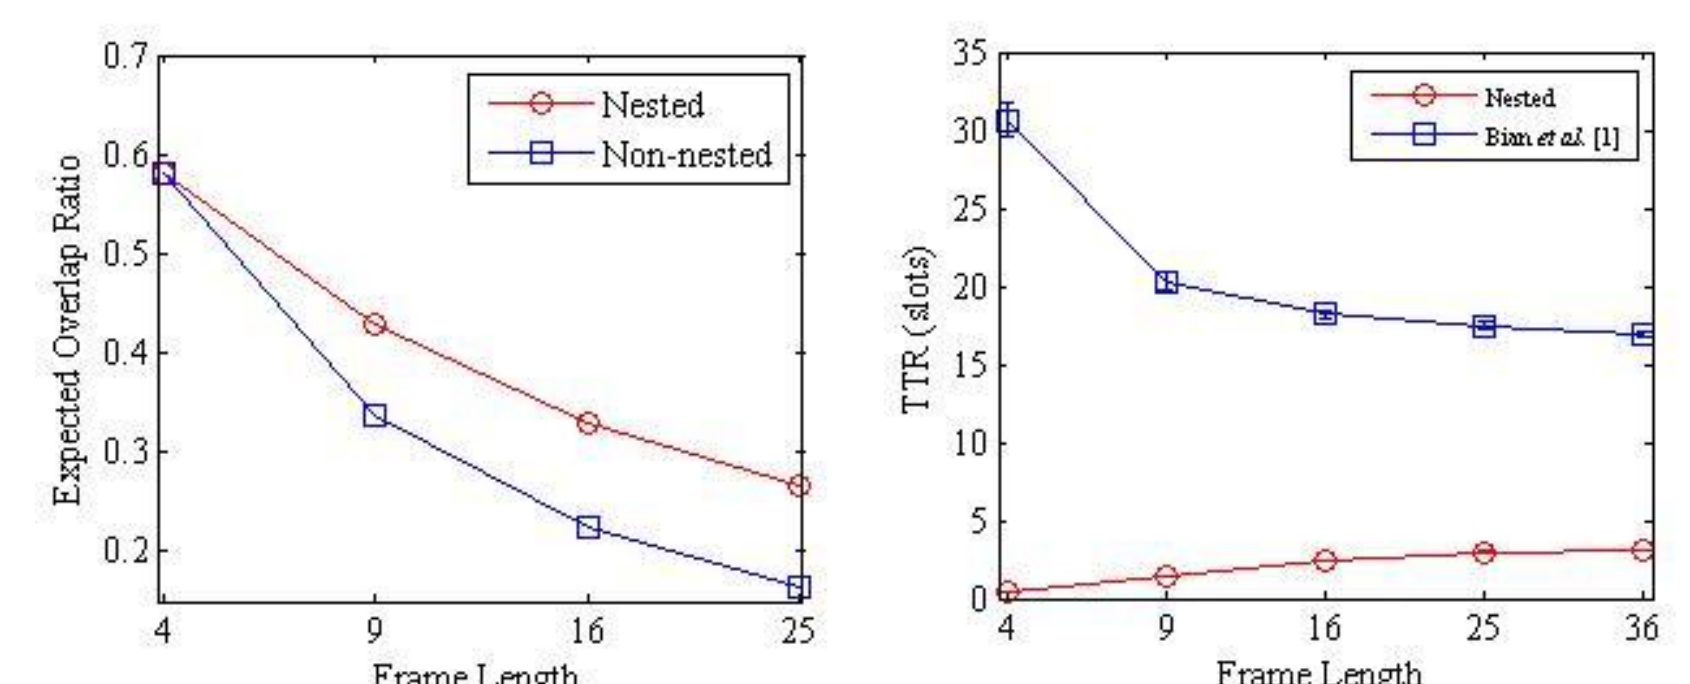 0.7
0.6
0.5
0.4
0.3
0.2
Expected Overlap Ratio
Nested
Non-nested
4 9 16 25
Frame Length
35
30
25
20
15
10
5
0
TTR (slots)
Nested
Bian et al. [1]
4 9 16 25 36
Frame Length